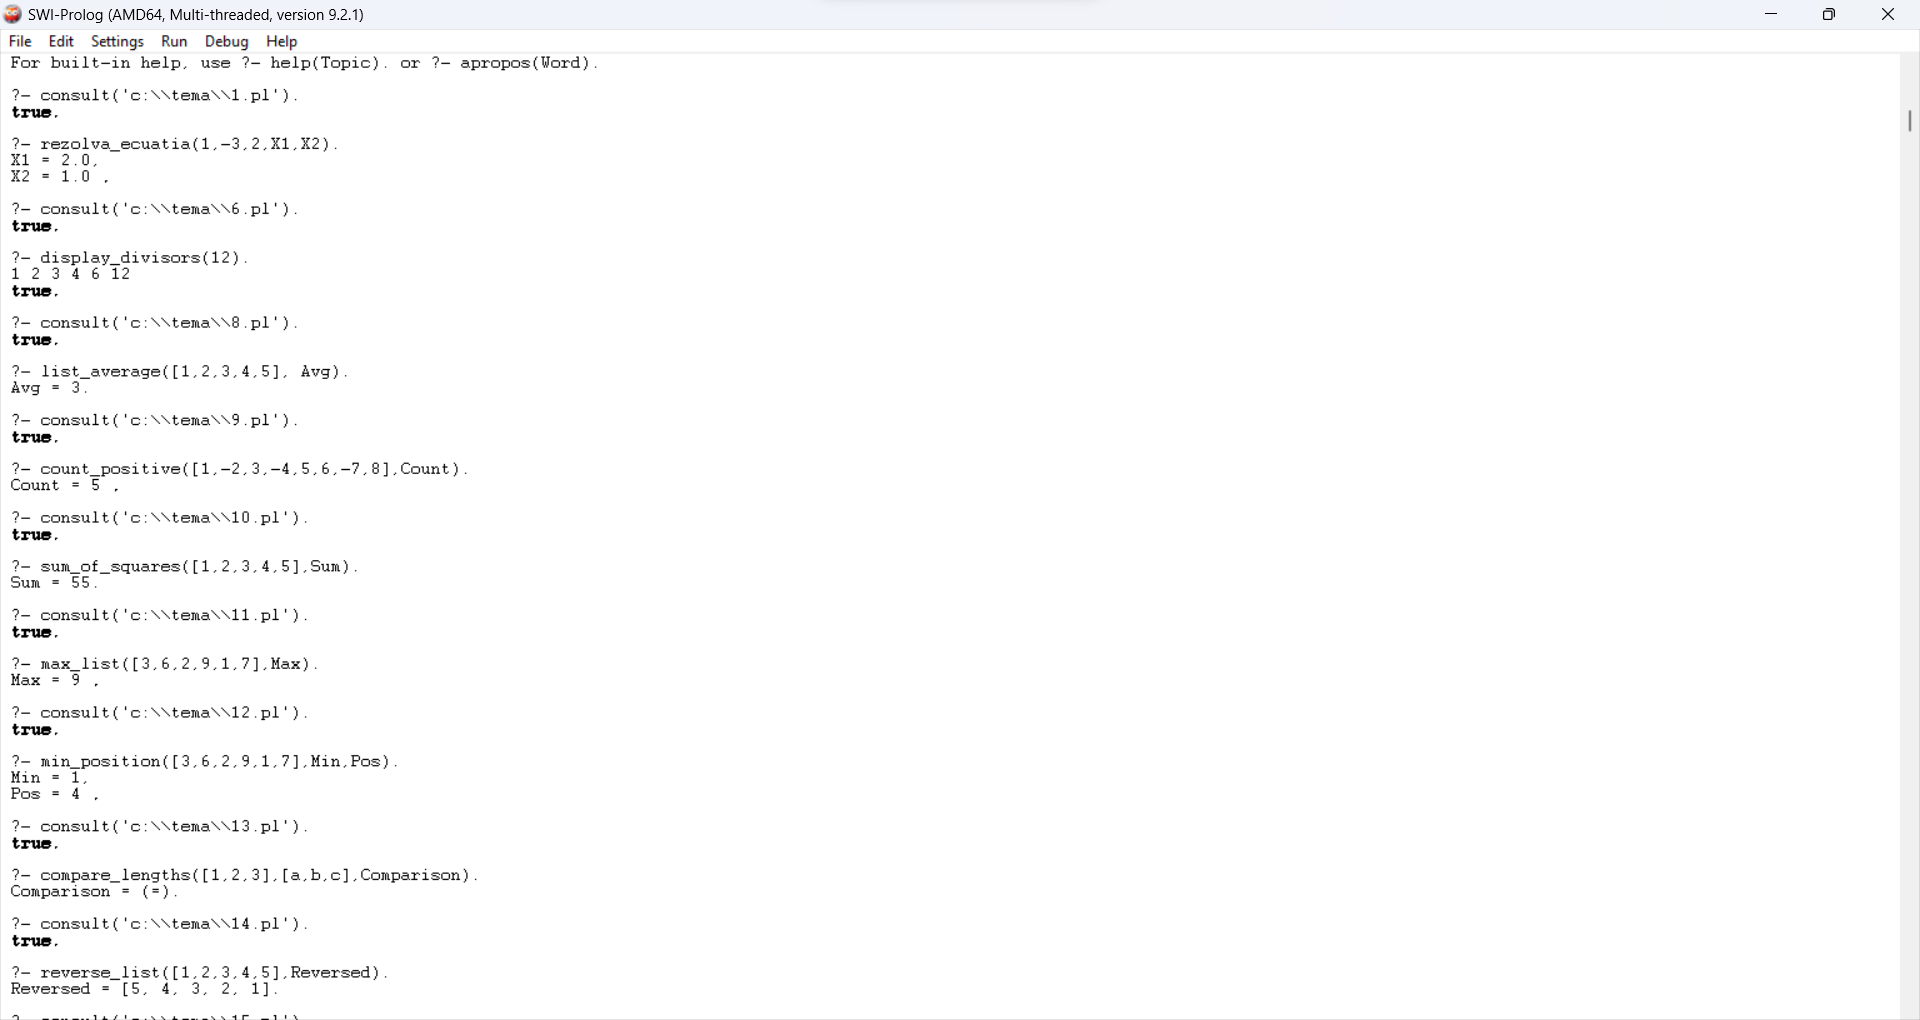 SWI-Prolog (AMD64, Multi-threaded, version 9.2.1)
File Edit Settings Run Debug Help
For built-in help, use ?- help(Topic). or ?- apropos(Word).
?- consult('c:\\tema\\1.pl').
true.
?- rezolva_ecuatia(1,-3,2,X1,X2).
X1 = 2.0,
X2 = 1.0 .
?- consult('c:\\tema\\6.pl').
true.
?- display_divisors(12).
1 2 3 4 6 12
true.
?- consult('c:\\tema\\8.pl').
true.
?- list_average([1,2,3,4,5], Avg).
Avg = 3.
?- consult('c:\\tema\\9.pl').
true.
?- count_positive([1,-2,3,-4,5,6,-7,8],Count).
Count = 5 .
?- consult('c:\\tema\\10.pl').
true.
?- sum_of_squares([1,2,3,4,5],Sum).
Sum = 55.
?- consult('c:\\tema\\11.pl').
true.
?- max_list([3,6,2,9,1,7],Max).
Max = 9 .
?- consult('c:\\tema\\12.pl').
true.
?- min_position([3,6,2,9,1,7],Min,Pos).
Min = 1,
Pos = 4 .
?- consult('c:\\tema\\13.pl').
true.
?- compare_lengths([1,2,3],[a,b,c],Comparison).
Comparison = (=).
?- consult('c:\\tema\\14.pl').
true.
?- reverse_list([1,2,3,4,5],Reversed).
Reversed = [5, 4, 3, 2, 1].
?- consult('c:\\tema\\15.pl')